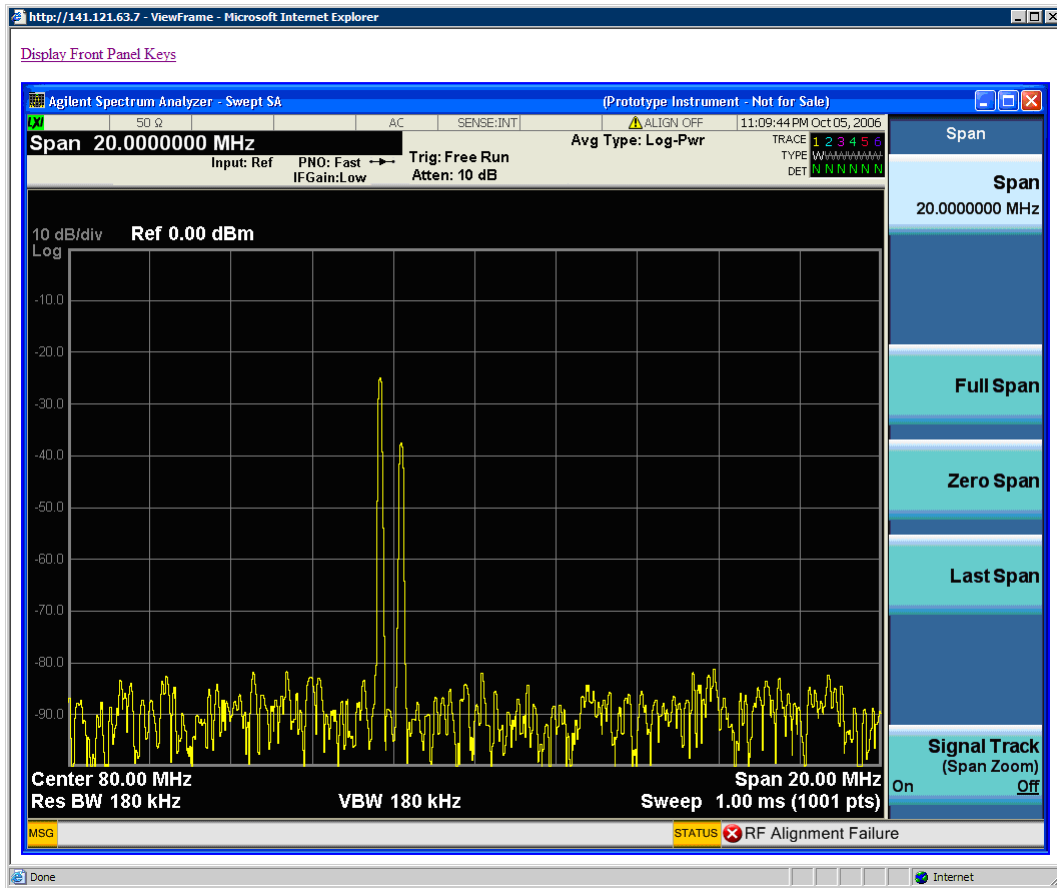 http://141.121.63.7 - ViewFrame - Microsoft Internet Explorer
Display Front Panel Keys
Agilent Spectrum Analyzer - Swept SA (Prototype Instrument - Not for Sale)
LXI 50 Ω AC SENSE:INT ALIGN OFF 11:09:44 PM Oct 05, 2006
Span 20.0000000 MHz
Input: Ref
PNO: Fast
IFGain:Low
Trig: Free Run
Atten: 10 dB
Avg Type: Log-Pwr
TRACE 1 2 3 4 5 6
TYPE WWWWWW
DET N N N N N N
10 dB/div Ref 0.00 dBm
Log
-10.0
-20.0
-30.0
-40.0
-50.0
-60.0
-70.0
-80.0
-90.0
Center 80.00 MHz Span 20.00 MHz
Res BW 180 kHz VBW 180 kHz Sweep 1.00 ms (1001 pts)
Span
Span
20.0000000 MHz
Full Span
Zero Span
Last Span
Signal Track
(Span Zoom)
On Off
MSG STATUS RF Alignment Failure
Done Internet